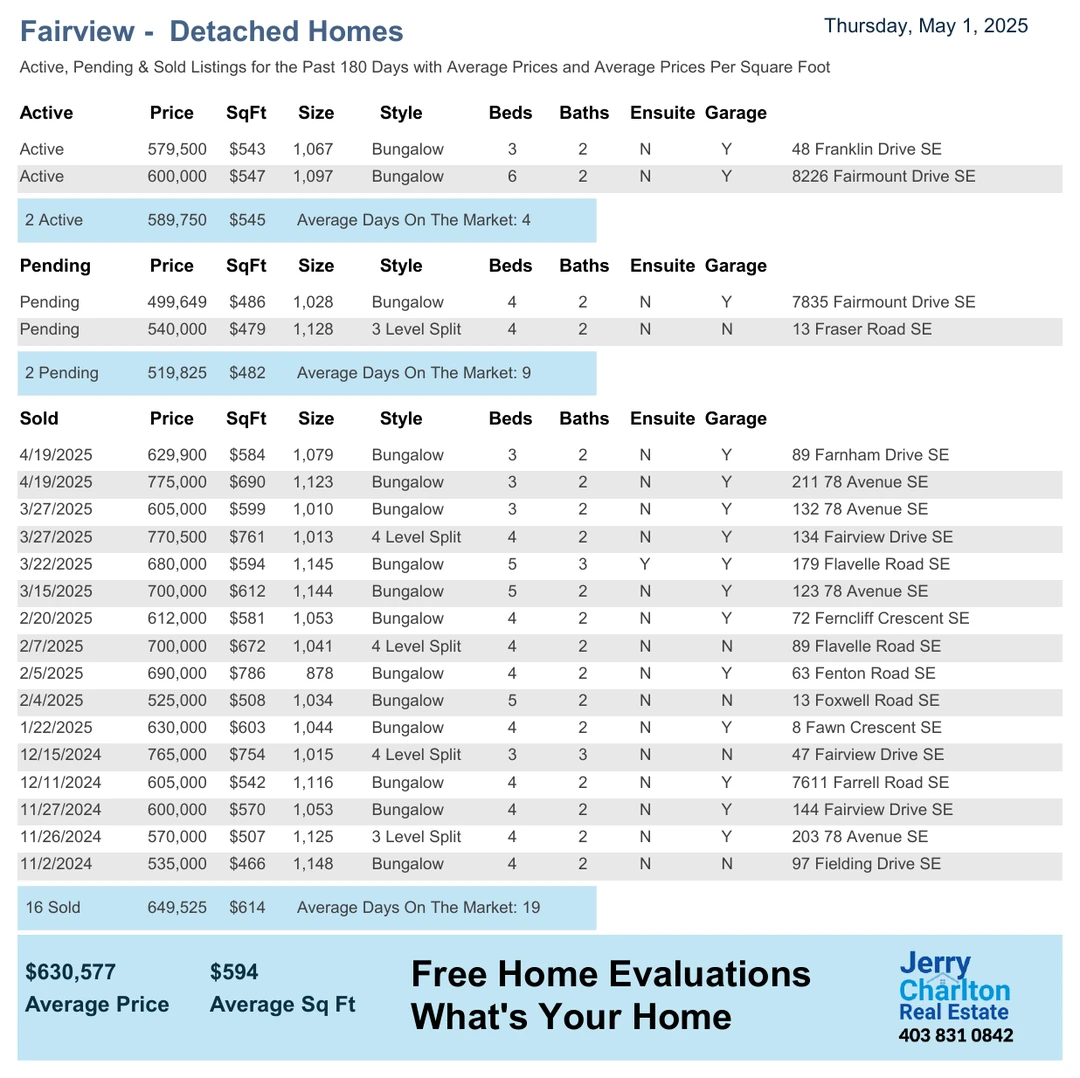 Fairview -  Detached Homes
Thursday, May 1, 2025
Active, Pending & Sold Listings for the Past 180 Days with Average Prices and Average Prices Per Square Foot
Active Price SqFt Size Style Beds Baths Ensuite Garage
Active 579,500 $543 1,067 Bungalow 3 2 N Y 48 Franklin Drive SE
Active 600,000 $547 1,097 Bungalow 6 2 N Y 8226 Fairmount Drive SE
2 Active 589,750 $545 Average Days On The Market: 4
Pending Price SqFt Size Style Beds Baths Ensuite Garage
Pending 499,649 $486 1,028 Bungalow 4 2 N Y 7835 Fairmount Drive SE
Pending 540,000 $479 1,128 3 Level Split 4 2 N N 13 Fraser Road SE
2 Pending 519,825 $482 Average Days On The Market: 9
Sold Price SqFt Size Style Beds Baths Ensuite Garage
4/19/2025 629,900 $584 1,079 Bungalow 3 2 N Y 89 Farnham Drive SE
4/19/2025 775,000 $690 1,123 Bungalow 3 2 N Y 211 78 Avenue SE
3/27/2025 605,000 $599 1,010 Bungalow 3 2 N Y 132 78 Avenue SE
3/27/2025 770,500 $761 1,013 4 Level Split 4 2 N Y 134 Fairview Drive SE
3/22/2025 680,000 $594 1,145 Bungalow 5 3 Y Y 179 Flavelle Road SE
3/15/2025 700,000 $612 1,144 Bungalow 5 2 N Y 123 78 Avenue SE
2/20/2025 612,000 $581 1,053 Bungalow 4 2 N Y 72 Ferncliff Crescent SE
2/7/2025 700,000 $672 1,041 4 Level Split 4 2 N N 89 Flavelle Road SE
2/5/2025 690,000 $786 878 Bungalow 4 2 N Y 63 Fenton Road SE
2/4/2025 525,000 $508 1,034 Bungalow 5 2 N N 13 Foxwell Road SE
1/22/2025 630,000 $603 1,044 Bungalow 4 2 N Y 8 Fawn Crescent SE
12/15/2024 765,000 $754 1,015 4 Level Split 3 3 N N 47 Fairview Drive SE
12/11/2024 605,000 $542 1,116 Bungalow 4 2 N Y 7611 Farrell Road SE
11/27/2024 600,000 $570 1,053 Bungalow 4 2 N Y 144 Fairview Drive SE
11/26/2024 570,000 $507 1,125 3 Level Split 4 2 N Y 203 78 Avenue SE
11/2/2024 535,000 $466 1,148 Bungalow 4 2 N N 97 Fielding Drive SE
16 Sold 649,525 $614 Average Days On The Market: 19
$630,577 $594
Average Price Average Sq Ft
Free Home Evaluations
What's Your Home
Jerry
Charlton
Real Estate
403 831 0842